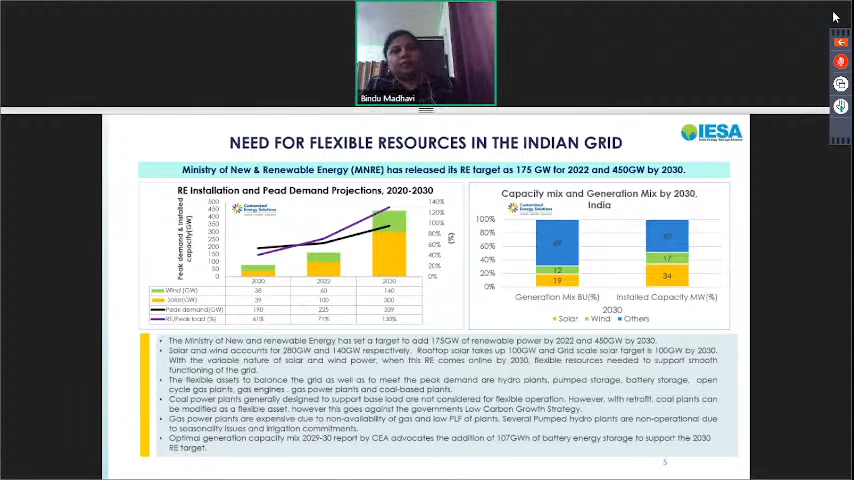 Bindu Madhavi
NEED FOR FLEXIBLE RESOURCES IN THE INDIAN GRID
IESA
India Energy Storage Alliance
Ministry of New & Renewable Energy (MNRE) has released its RE target as 175 GW for 2022 and 450GW by 2030.
RE Installation and Pead Demand Projections, 2020-2030
Customized
Energy Solutions
Peak demand & Installed
capacity(GW)
500
450
400
350
300
250
200
150
100
50
0
140%
120%
100%
80%
60%
40%
20%
0%
(%)
2020 2022 2030
Wind (GW) 38 60 140
Solar(GW) 39 100 300
Peak demand(GW) 190 225 339
RE/Peak load (%) 41% 71% 130%
Capacity mix and Generation Mix by 2030,
India
Customized
Energy Solutions
100%
80%
60%
40%
20%
0%
69
12
19
49
17
34
Generation Mix BU(%) Installed Capacity MW(%)
2030
Solar Wind Others
• The Ministry of New and renewable Energy has set a target to add 175GW of renewable power by 2022 and 450GW by 2030.
• Solar and wind accounts for 280GW and 140GW respectively. Rooftop solar takes up 100GW and Grid scale solar target is 100GW by 2030.
With the variable nature of solar and wind power, when this RE comes online by 2030, flexible resources needed to support smooth
functioning of the grid.
• The flexible assets to balance the grid as well as to meet the peak demand are hydro plants, pumped storage, battery storage, open
cycle gas plants, gas engines , gas power plants and coal-based plants.
• Coal power plants generally designed to support base load are not considered for flexible operation. However, with retrofit, coal plants can
be modified as a flexible asset, however this goes against the governments Low Carbon Growth Strategy.
• Gas power plants are expensive due to non-availability of gas and low PLF of plants. Several Pumped hydro plants are non-operational due
to seasonality issues and irrigation commitments.
• Optimal generation capacity mix 2029-30 report by CEA advocates the addition of 107GWh of battery energy storage to support the 2030
RE target.
5